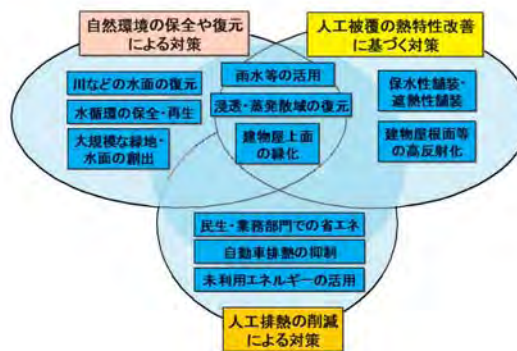 自然環境の保全や復元
による対策
人工被覆の熱特性改善
に基づく対策
川などの水面の復元
水循環の保全・再生
大規模な緑地・
水面の創出
雨水等の活用
浸透・蒸発散域の復元
建物屋上面
の緑化
保水性舗装・
遮熱性舗装
建物屋根面等
の高反射化
民生・業務部門での省エネ
自動車排熱の抑制
未利用エネルギーの活用
人工排熱の削減
による対策